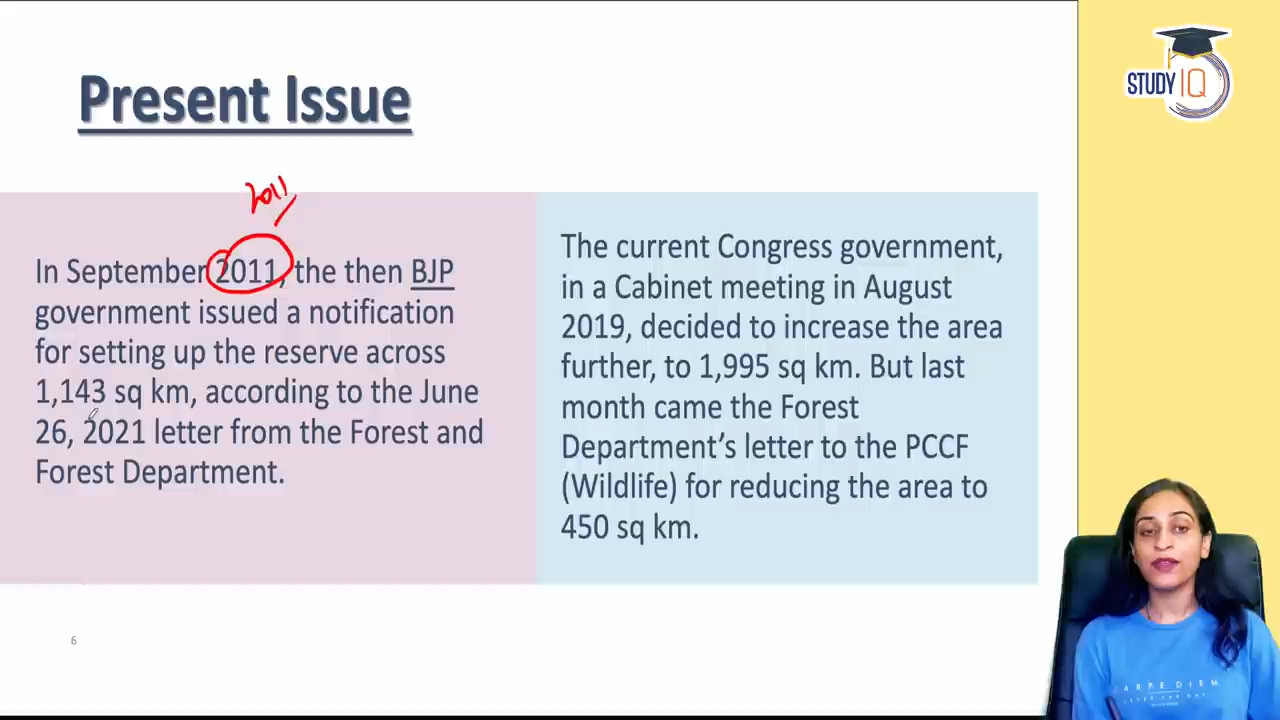 Present Issue
STUDY IQ
2011
In September 2011, the then BJP
government issued a notification
for setting up the reserve across
1,143 sq km, according to the June
26, 2021 letter from the Forest and
Forest Department.
The current Congress government,
in a Cabinet meeting in August
2019, decided to increase the area
further, to 1,995 sq km. But last
month came the Forest
Department’s letter to the PCCF
(Wildlife) for reducing the area to
450 sq km.
6
CARPE DIEM